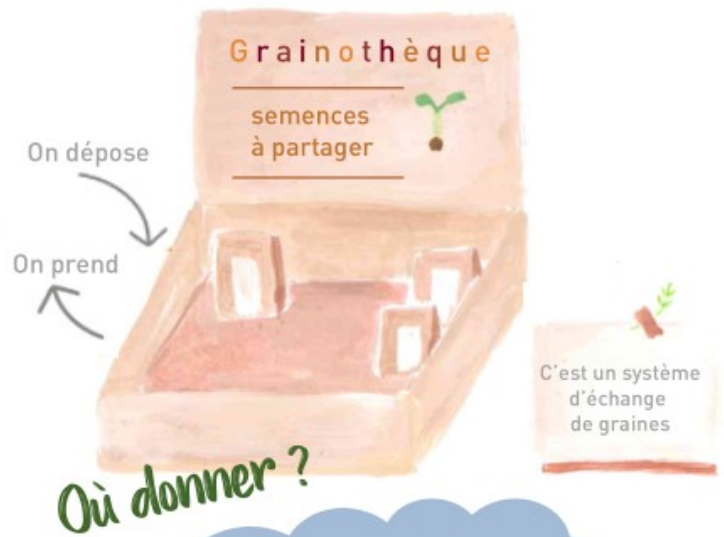 Grainothèque
semences
à partager
On dépose
On prend
C'est un système
d'échange
de graines
Où donner ?